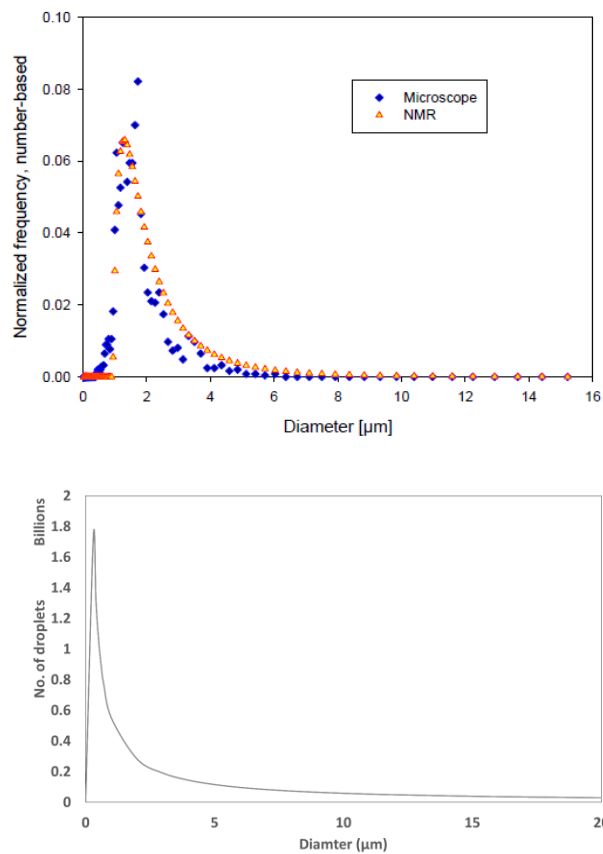 0.10
0.08
0.06
0.04
0.02
0.00
Normalized frequency, number-based
Microscope
NMR
0 2 4 6 8 10 12 14 16
Diameter [µm]
Billions
No. of droplets
2
1.8
1.6
1.4
1.2
1
0.8
0.6
0.4
0.2
0
0 5 10 15 20
Diamter (µm)